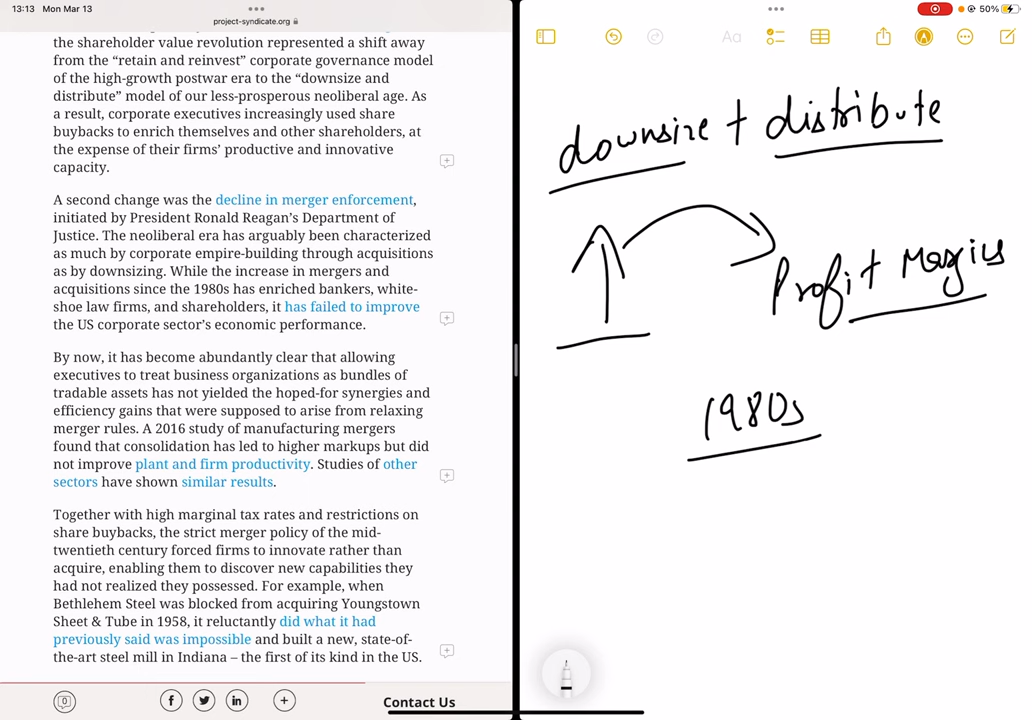 13:13 Mon Mar 13
project-syndicate.org
50%
the shareholder value revolution represented a shift away
from the “retain and reinvest” corporate governance model
of the high-growth postwar era to the “downsize and
distribute” model of our less-prosperous neoliberal age. As
a result, corporate executives increasingly used share
buybacks to enrich themselves and other shareholders, at
the expense of their firms’ productive and innovative
capacity.
A second change was the decline in merger enforcement,
initiated by President Ronald Reagan’s Department of
Justice. The neoliberal era has arguably been characterized
as much by corporate empire-building through acquisitions
as by downsizing. While the increase in mergers and
acquisitions since the 1980s has enriched bankers, white-
shoe law firms, and shareholders, it has failed to improve
the US corporate sector’s economic performance.
By now, it has become abundantly clear that allowing
executives to treat business organizations as bundles of
tradable assets has not yielded the hoped-for synergies and
efficiency gains that were supposed to arise from relaxing
merger rules. A 2016 study of manufacturing mergers
found that consolidation has led to higher markups but did
not improve plant and firm productivity. Studies of other
sectors have shown similar results.
Together with high marginal tax rates and restrictions on
share buybacks, the strict merger policy of the mid-
twentieth century forced firms to innovate rather than
acquire, enabling them to discover new capabilities they
had not realized they possessed. For example, when
Bethlehem Steel was blocked from acquiring Youngstown
Sheet & Tube in 1958, it reluctantly did what it had
previously said was impossible and built a new, state-of-
the-art steel mill in Indiana – the first of its kind in the US.
0
Contact Us
Aa
downsize + distribute
Profit Margins
1980s